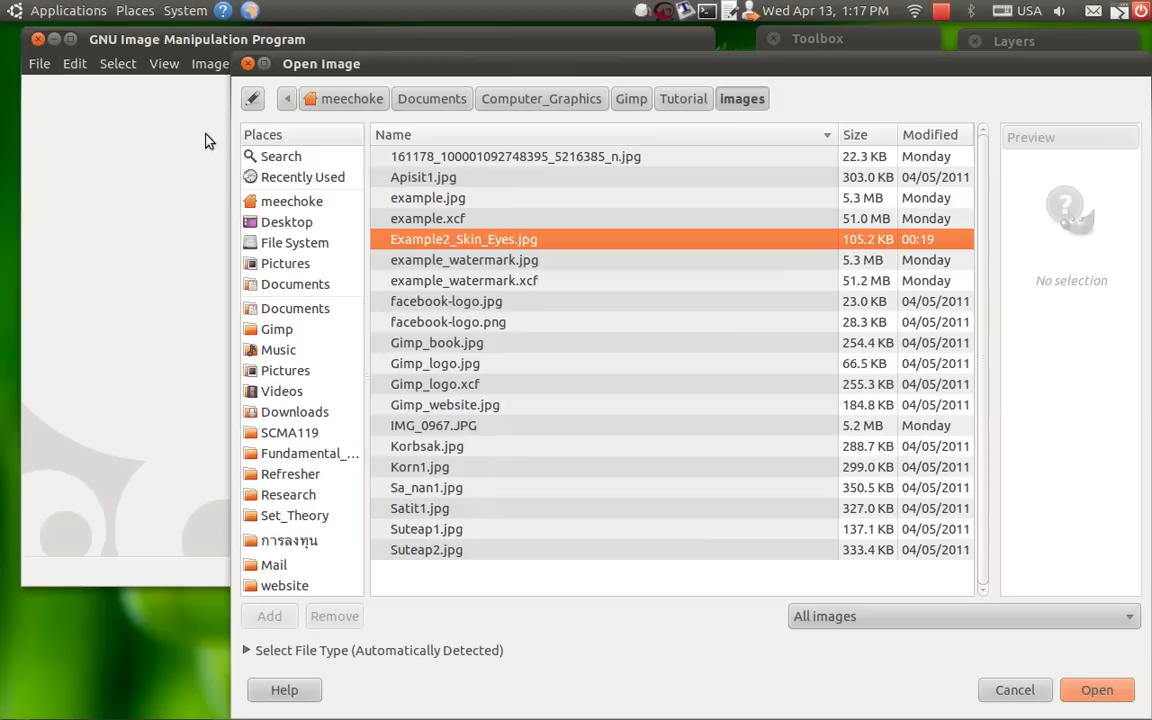 Applications Places System Wed Apr 13, 1:17 PM USA
GNU Image Manipulation Program
Toolbox
Layers
File Edit Select View Image
Open Image
meechoke Documents Computer_Graphics Gimp Tutorial images
Places
Search
Recently Used
meechoke
Desktop
File System
Pictures
Documents
Documents
Gimp
Music
Pictures
Videos
Downloads
SCMA119
Fundamental_...
Refresher
Research
Set_Theory
การลงทุน
Mail
website
Name Size Modified
161178_100001092748395_5216385_n.jpg 22.3 KB Monday
Apisit1.jpg 303.0 KB 04/05/2011
example.jpg 5.3 MB Monday
example.xcf 51.0 MB Monday
Example2_Skin_Eyes.jpg 105.2 KB 00:19
example_watermark.jpg 5.3 MB Monday
example_watermark.xcf 51.2 MB Monday
facebook-logo.jpg 23.0 KB 04/05/2011
facebook-logo.png 28.3 KB 04/05/2011
Gimp_book.jpg 254.4 KB 04/05/2011
Gimp_logo.jpg 66.5 KB 04/05/2011
Gimp_logo.xcf 255.3 KB 04/05/2011
Gimp_website.jpg 184.8 KB 04/05/2011
IMG_0967.JPG 5.2 MB Monday
Korbsak.jpg 288.7 KB 04/05/2011
Korn1.jpg 299.0 KB 04/05/2011
Sa_nan1.jpg 350.5 KB 04/05/2011
Satit1.jpg 327.0 KB 04/05/2011
Suteap1.jpg 137.1 KB 04/05/2011
Suteap2.jpg 333.4 KB 04/05/2011
Preview
No selection
Add Remove
All images
Select File Type (Automatically Detected)
Help
Cancel Open